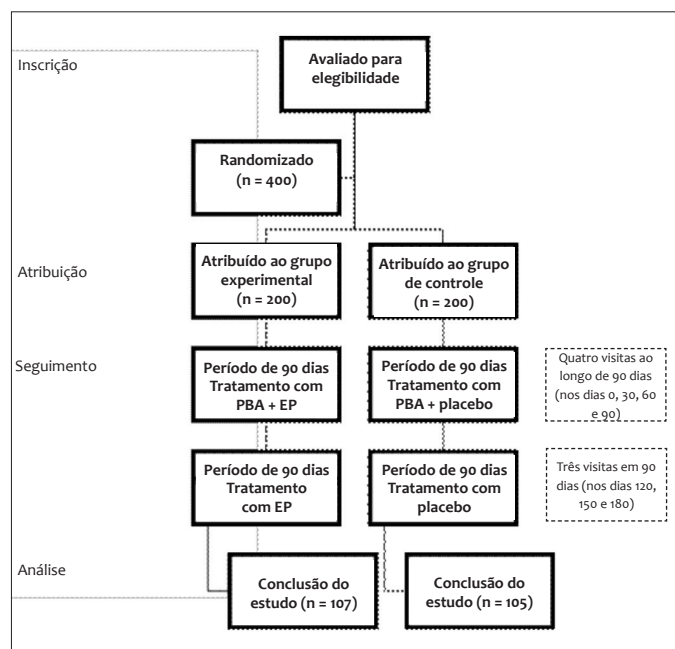 Inscrição
Avaliado para
elegibilidade
Randomizado
(n = 400)
Atribuição
Atribuído ao grupo
experimental
(n = 200)
Atribuído ao grupo
de controle
(n = 200)
Seguimento
Período de 90 dias
Tratamento com
PBA + EP
Período de 90 dias
Tratamento com
PBA + placebo
Quatro visitas ao
longo de 90 dias
(nos dias 0, 30, 60
e 90)
Período de 90 dias
Tratamento
com EP
Período de 90 dias
Tratamento com
placebo
Três visitas em 90
dias (nos dias 120,
150 e 180)
Análise
Conclusão do
estudo (n = 107)
Conclusão do
estudo (n = 105)